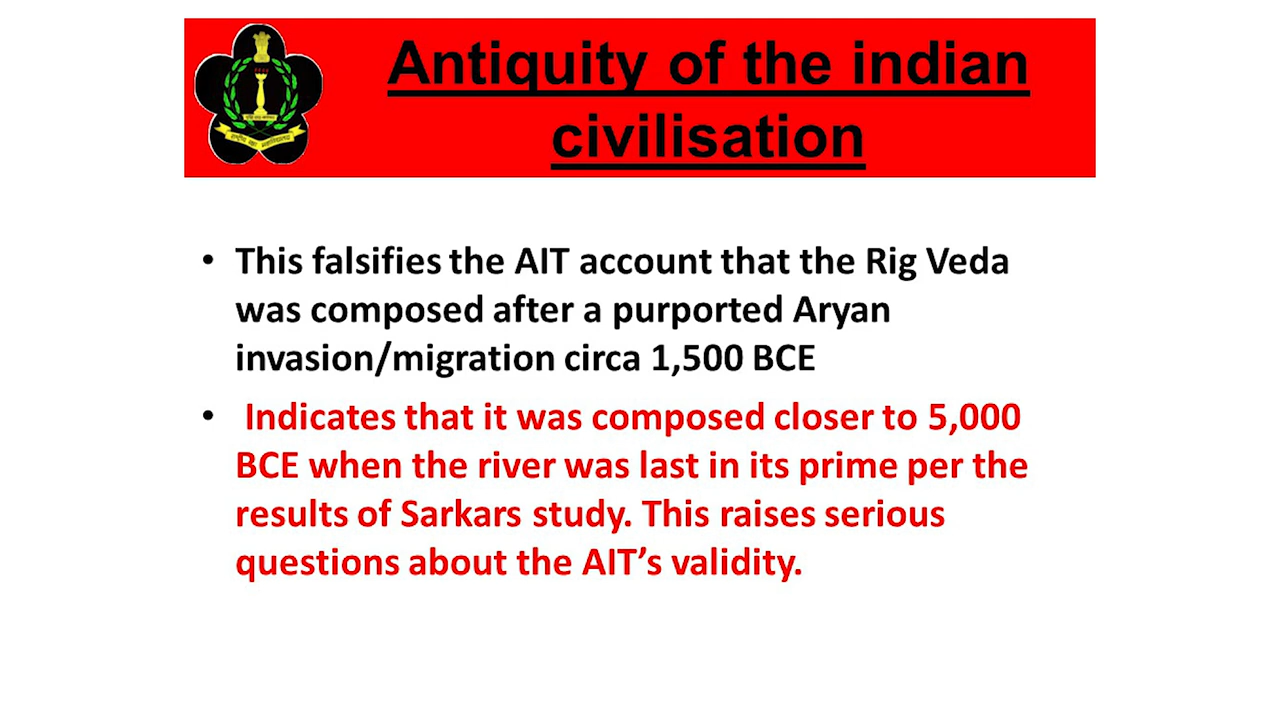 Antiquity of the indian
civilisation
• This falsifies the AIT account that the Rig Veda
was composed after a purported Aryan
invasion/migration circa 1,500 BCE
• Indicates that it was composed closer to 5,000
BCE when the river was last in its prime per the
results of Sarkars study. This raises serious
questions about the AIT’s validity.